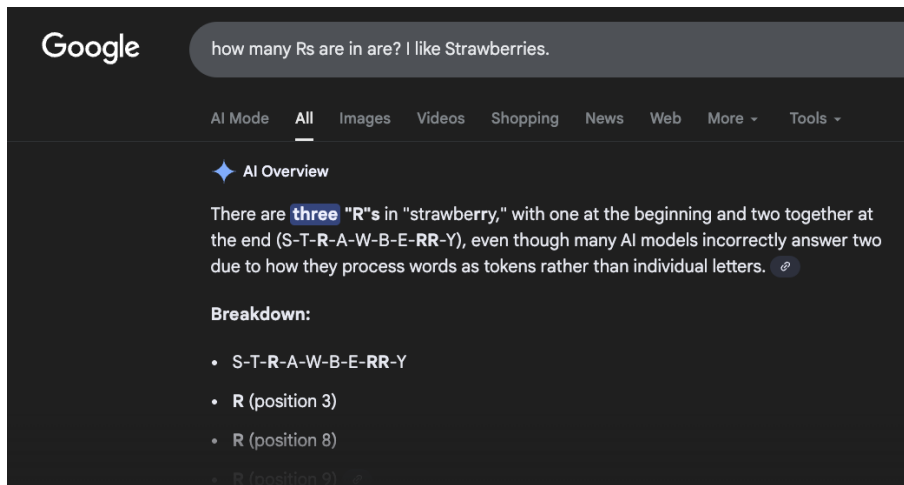 Google
how many Rs are in are? I like Strawberries.
AI Mode All Images Videos Shopping News Web More Tools
AI Overview
There are three "R"s in "strawberry," with one at the beginning and two together at
the end (S-T-R-A-W-B-E-RR-Y), even though many AI models incorrectly answer two
due to how they process words as tokens rather than individual letters.
Breakdown:
• S-T-R-A-W-B-E-RR-Y
• R (position 3)
• R (position 8)
• R (position 9)